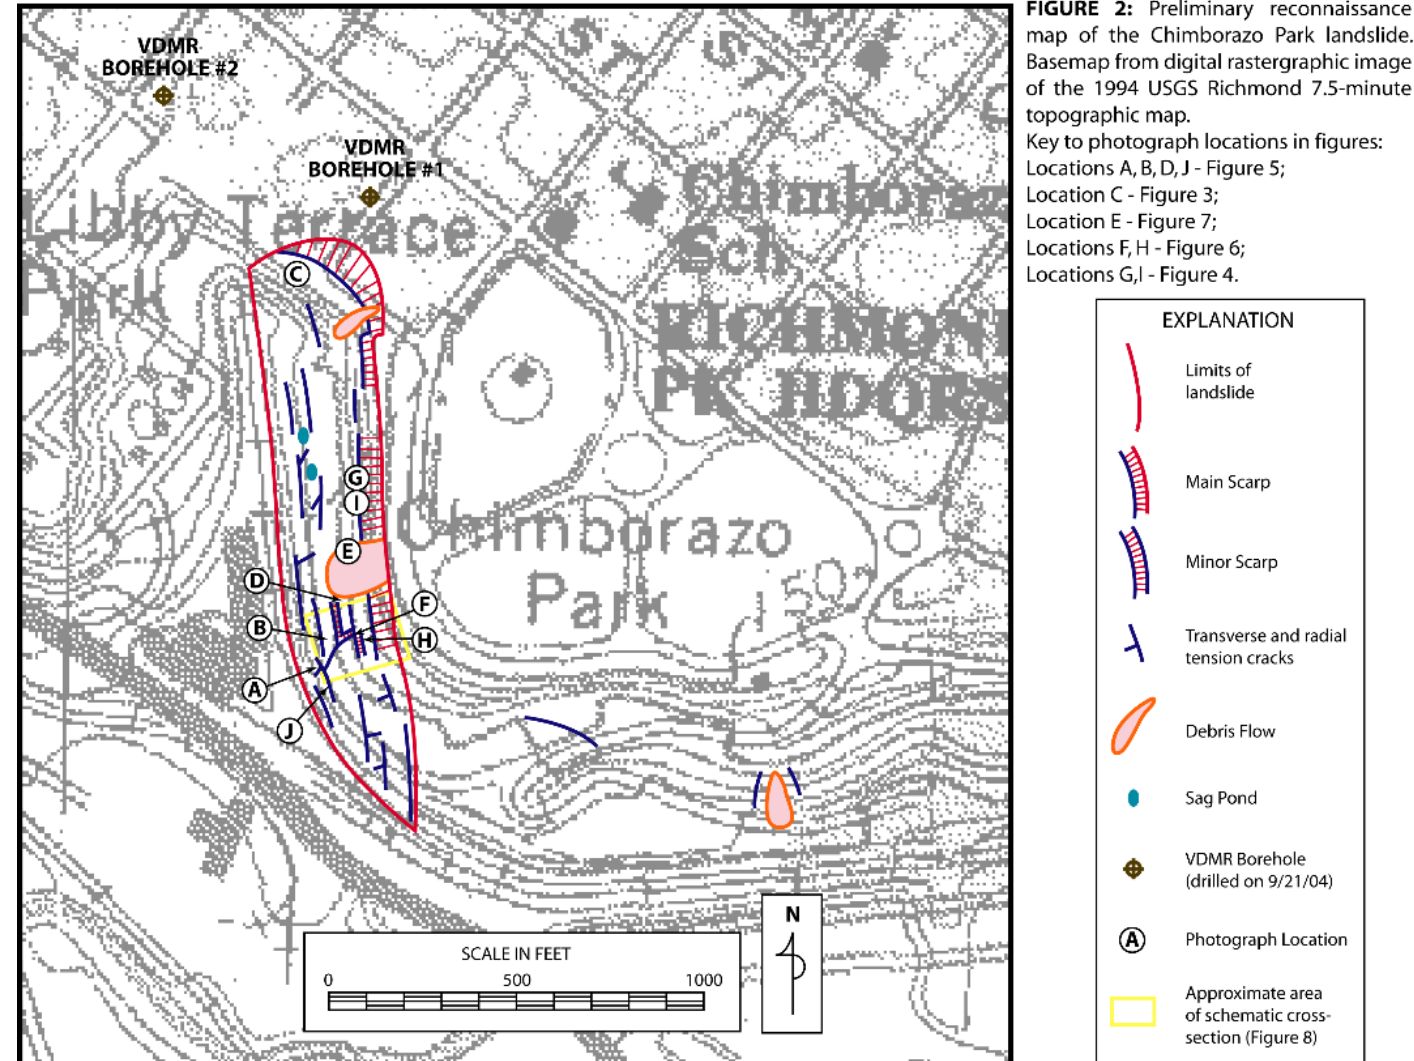 FIGURE 2: Preliminary reconnaissance
map of the Chimborazo Park landslide.
Basemap from digital rastergraphic image
of the 1994 USGS Richmond 7.5-minute
topographic map.
Key to photograph locations in figures:
Locations A, B, D, J - Figure 5;
Location C - Figure 3;
Location E - Figure 7;
Locations F, H - Figure 6;
Locations G,I - Figure 4.
VDMR
BOREHOLE #2
VDMR
BOREHOLE #1
ST
ST
Libby Terrace
Park
Chimboraz
Sch
RICHMON
PK HDQRS
C
G
I
E
D
F
B
H
A
J
Chimborazo
Park
150
SCALE IN FEET
0 500 1000
N
EXPLANATION
Limits of
landslide
Main Scarp
Minor Scarp
Transverse and radial
tension cracks
Debris Flow
Sag Pond
VDMR Borehole
(drilled on 9/21/04)
A Photograph Location
Approximate area
of schematic cross-
section (Figure 8)